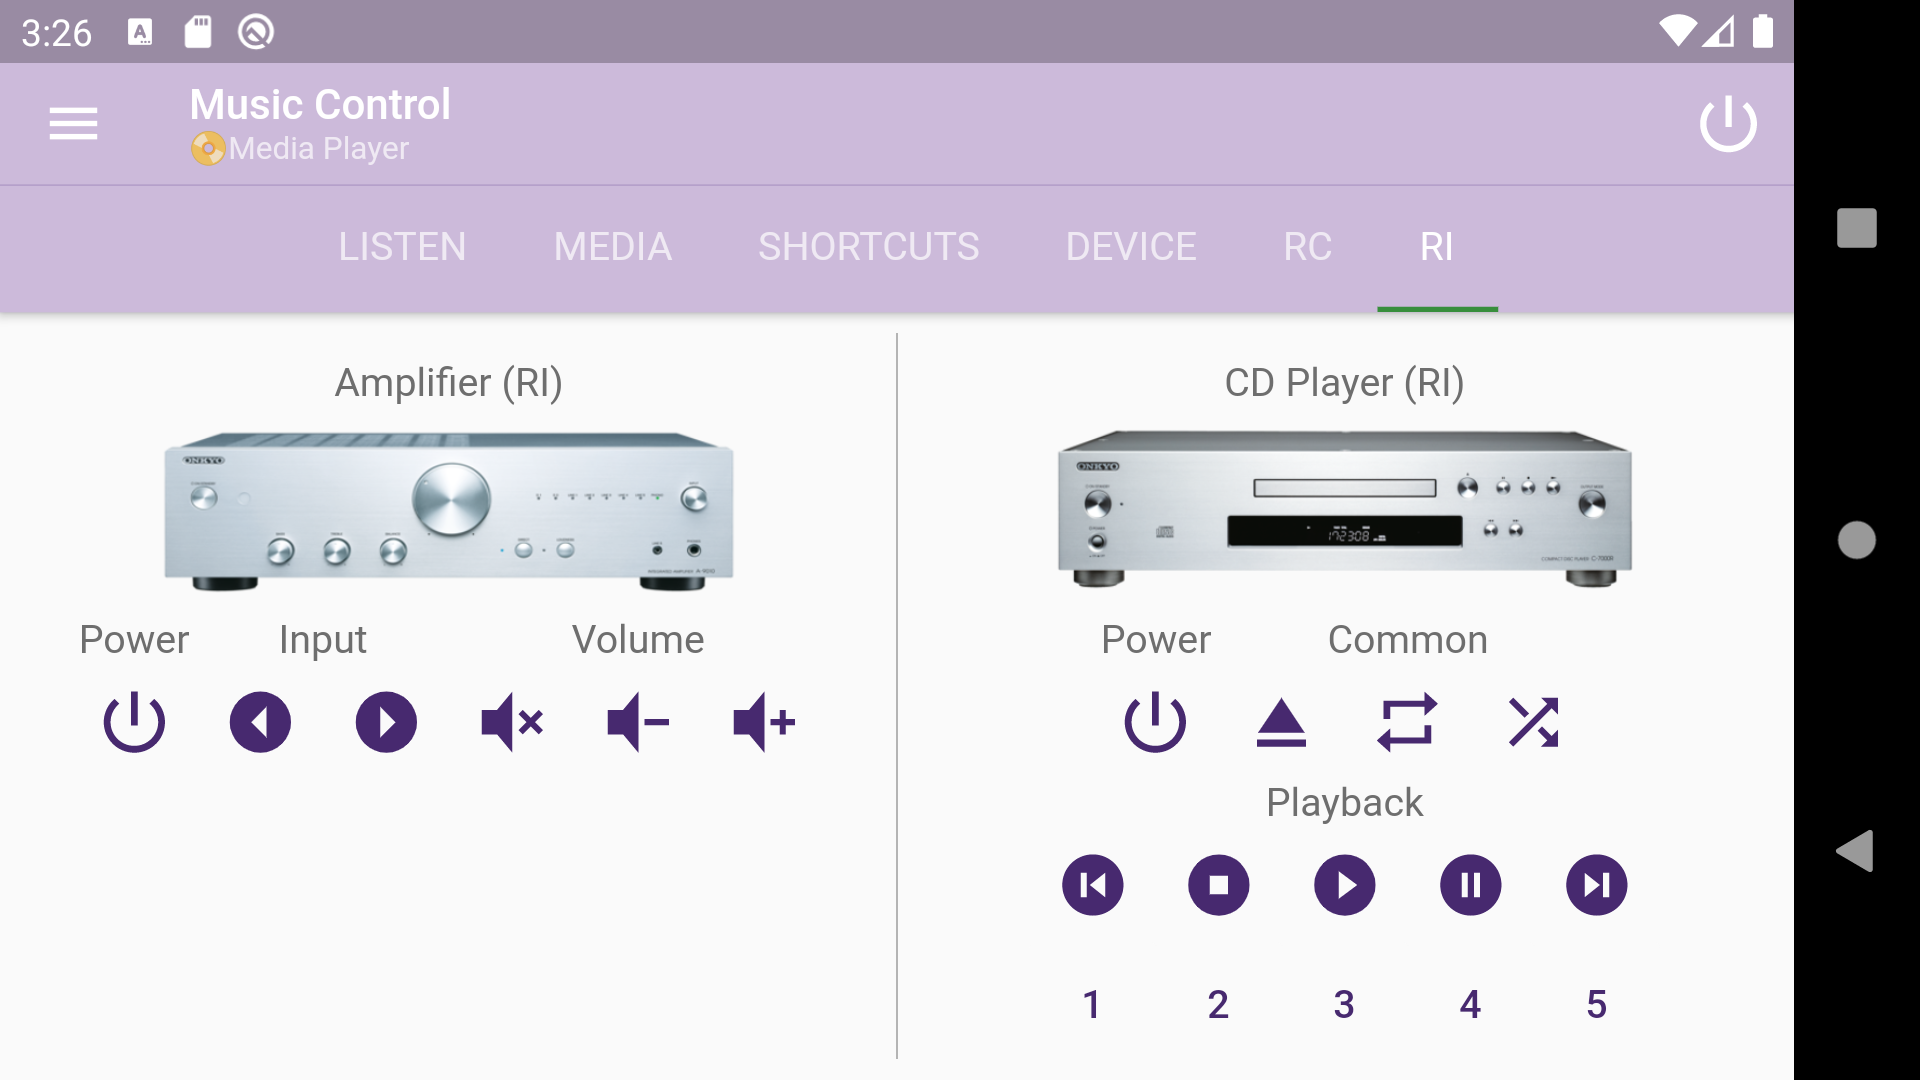 3:26
Music Control
Media Player
LISTEN MEDIA SHORTCUTS DEVICE RC RI
Amplifier (RI)
ONKYO
Power Input Volume
CD Player (RI)
ONKYO
172308
Power Common
Playback
1 2 3 4 5